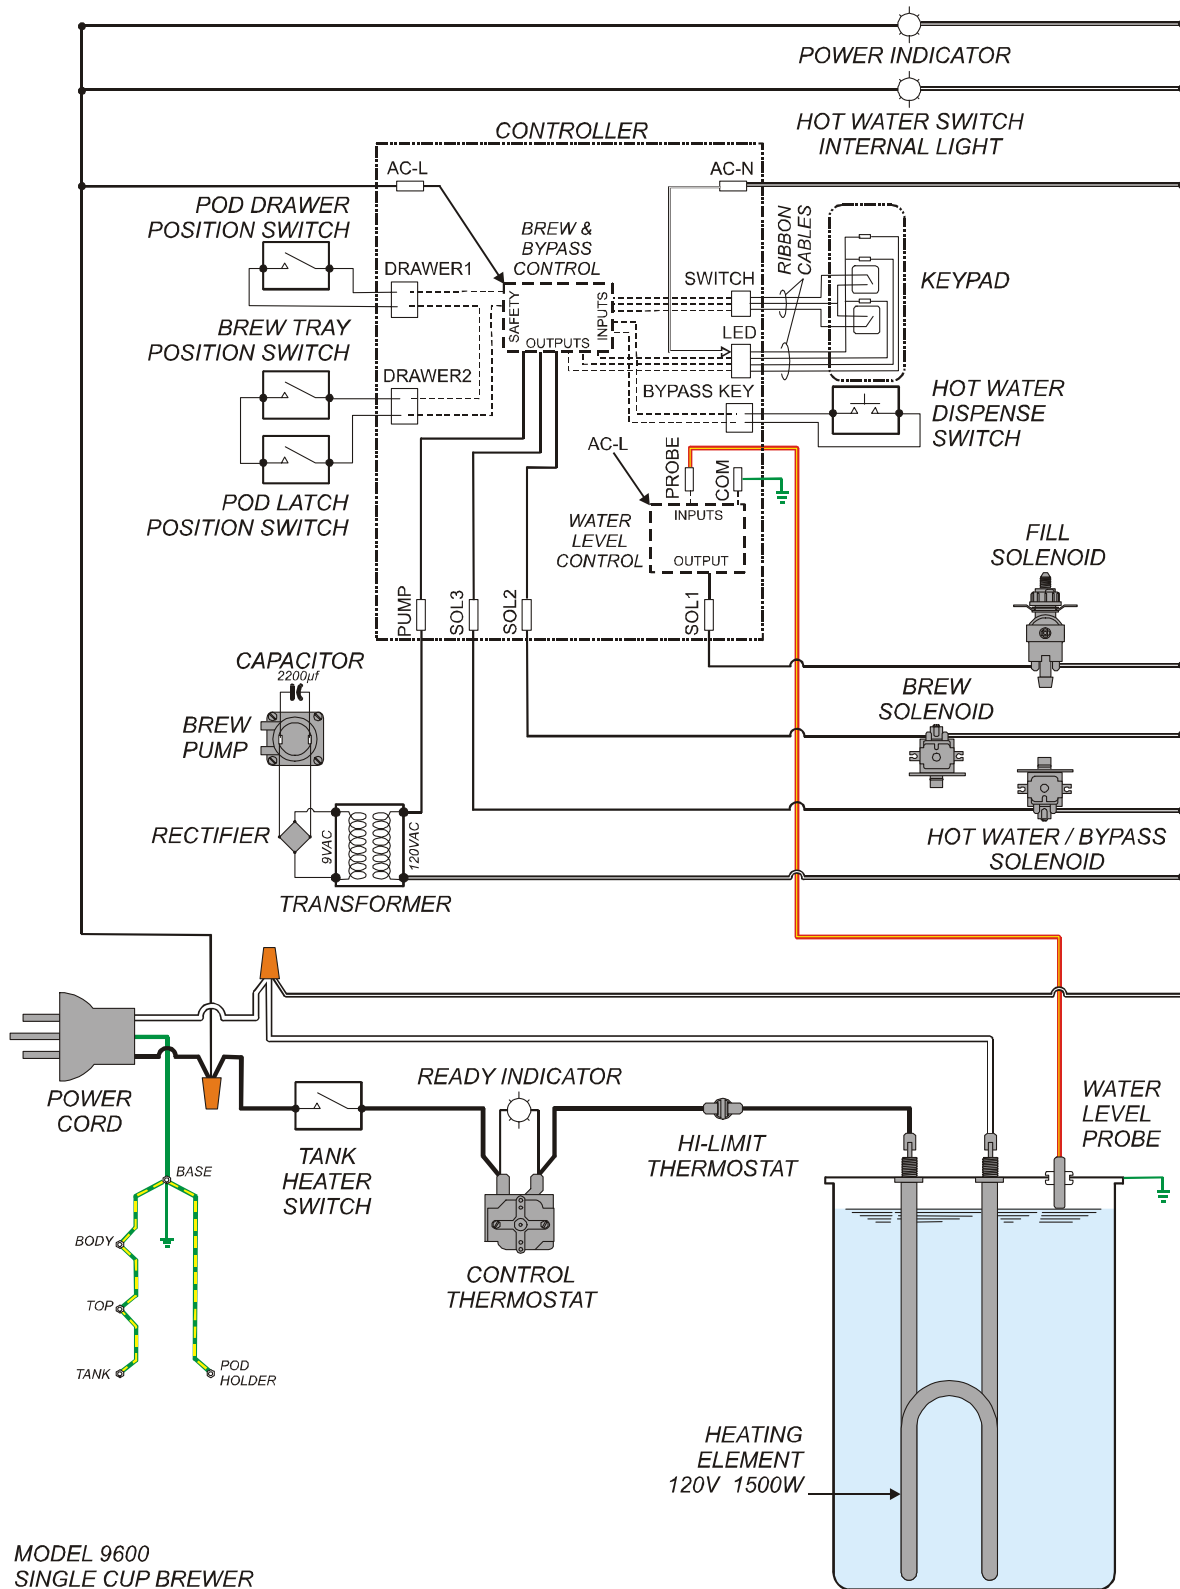 POWER INDICATOR
HOT WATER SWITCH
INTERNAL LIGHT
CONTROLLER
AC-L
AC-N
POD DRAWER
POSITION SWITCH
BREW &
BYPASS
CONTROL
RIBBON
CABLES
KEYPAD
DRAWER1
SWITCH
SAFETY
INPUTS
OUTPUTS
LED
BREW TRAY
POSITION SWITCH
DRAWER2
BYPASS KEY
HOT WATER
DISPENSE
SWITCH
AC-L
PROBE
COM
POD LATCH
POSITION SWITCH
INPUTS
WATER
LEVEL
CONTROL
OUTPUT
FILL
SOLENOID
PUMP
SOL3
SOL2
SOL1
CAPACITOR
2200µf
BREW
PUMP
BREW
SOLENOID
RECTIFIER
9VAC
120VAC
TRANSFORMER
HOT WATER / BYPASS
SOLENOID
POWER
CORD
READY INDICATOR
WATER
LEVEL
PROBE
TANK
HEATER
SWITCH
HI-LIMIT
THERMOSTAT
BASE
BODY
CONTROL
THERMOSTAT
TOP
TANK
POD
HOLDER
HEATING
ELEMENT
120V 1500W
MODEL 9600
SINGLE CUP BREWER